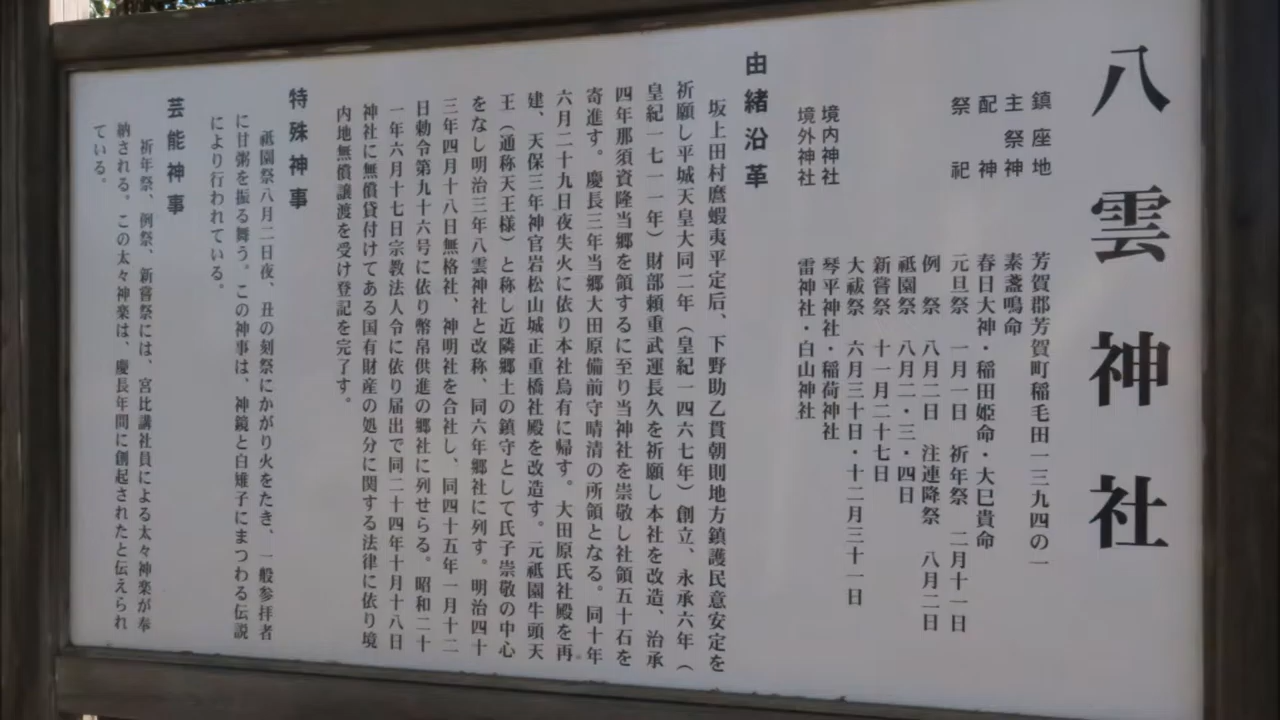 八雲神社
鎮座地　芳賀郡芳賀町稲毛田一三九四の一
主祭神　素盞鳴命
配神　春日大神・稲田姫命・大巳貴命
祭祀　元旦祭　一月一日　祈年祭　二月十一日
例祭　八月二日　注連降祭　八月二日
祗園祭　八月二・三・四日
新嘗祭　十一月二十七日
大祓祭　六月三十日・十二月三十一日
境内神社　琴平神社・稲荷神社
境外神社　雷神社・白山神社
由緒沿革
坂上田村麿蝦夷平定后、下野助乙貫朝則地方鎮護民意安定を
祈願し平城天皇大同二年（皇紀一四六七年）創立、永承六年（
皇紀一七一一年）財部頼重武運長久を祈願し本社を改造、治承
四年那須資隆当郷を領するに至り当神社を崇敬し社領五十石を
寄進す。慶長三年当郷大田原備前守晴清の所領となる。同十年
六月二十九日夜失火に依り本社烏有に帰す。大田原氏社殿を再
建、天保三年神官岩松山城正重橋社殿を改造す。元祗園牛頭天
王（通称天王様）と称し近隣郷土の鎮守として氏子崇敬の中心
をなし明治三年八雲神社と改称、同六年郷社に列す。明治四十
三年四月十八日無格社、神明社を合社し、同四十五年一月十二
日勅令第九十六号に依り幣帛供進の郷社に列せらる。昭和二十
一年六月十七日宗教法人令に依り届出で同二十四年十月十八日
神社に無償貸付けてある国有財産の処分に関する法律に依り境
内地無償譲渡を受け登記を完了す。
特殊神事
祗園祭八月二日夜、丑の刻祭にかがり火をたき、一般参拝者
に甘粥を振る舞う。この神事は、神鏡と白雉子にまつわる伝説
により行われている。
芸能神事
祈年祭、例祭、新嘗祭には、宮比講社員による太々神楽が奉
納される。この太々神楽は、慶長年間に創起されたと伝えられ
ている。